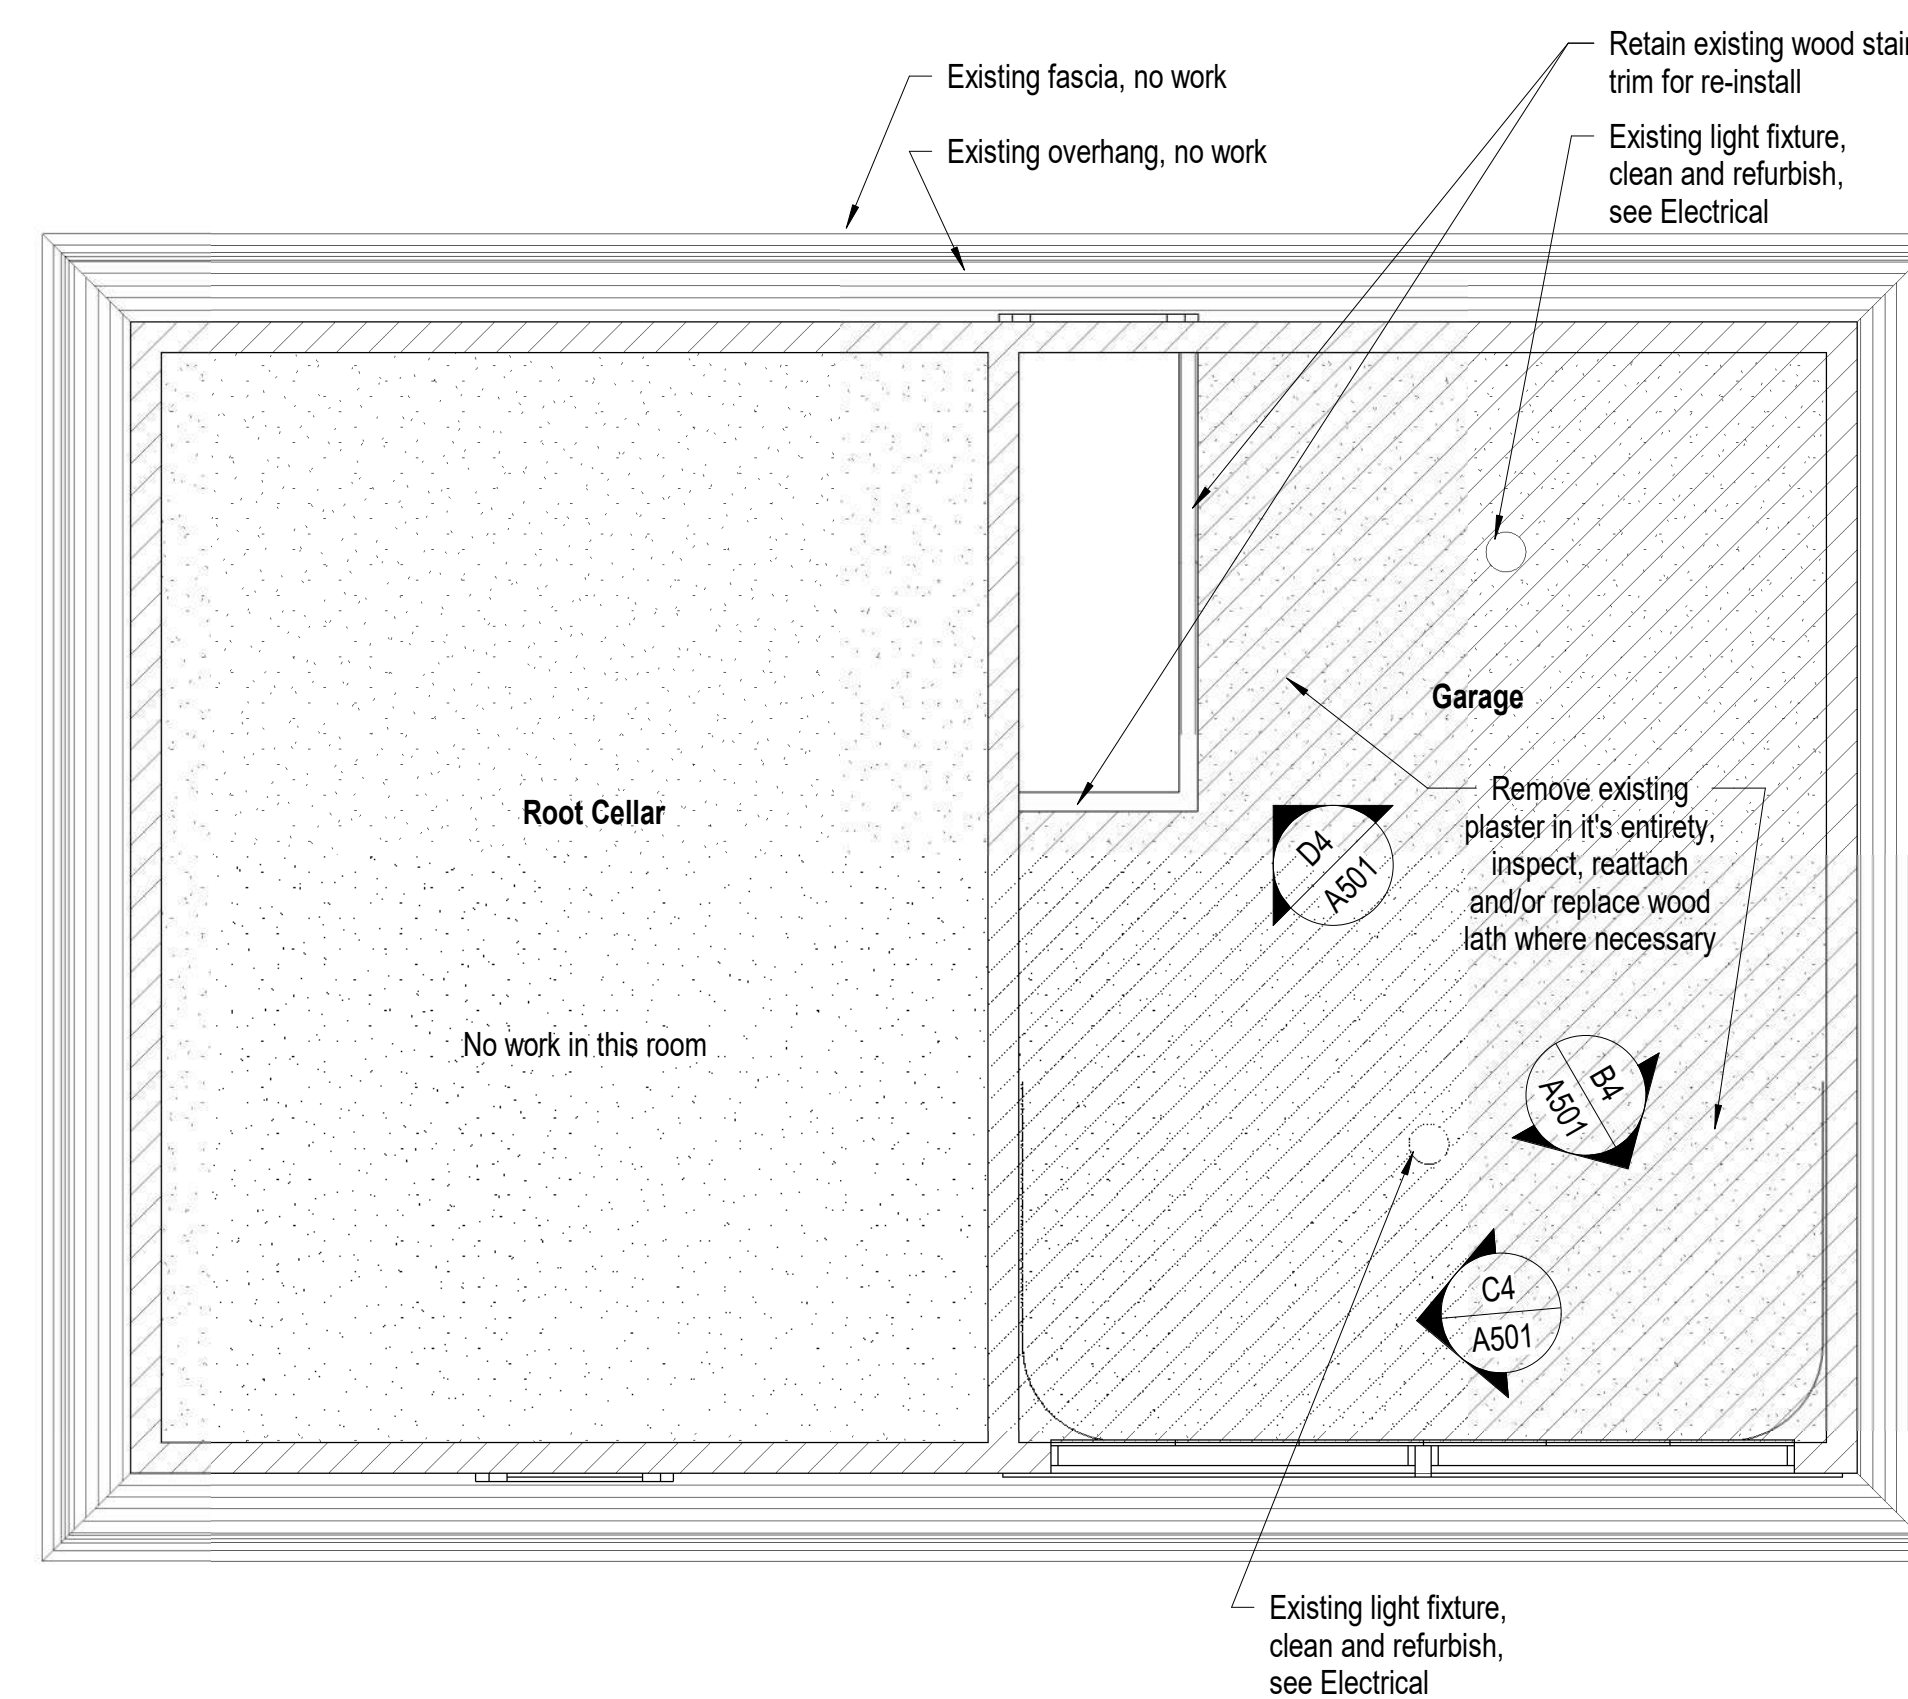 Retain existing wood stair
trim for re-install
Existing fascia, no work
Existing light fixture,
clean and refurbish,
see Electrical
Existing overhang, no work
Garage
Remove existing
plaster in it's entirety,
inspect, reattach
and/or replace wood
lath where necessary
Root Cellar
D4
A501
No work in this room
B4
A501
C4
A501
Existing light fixture,
clean and refurbish,
see Electrical